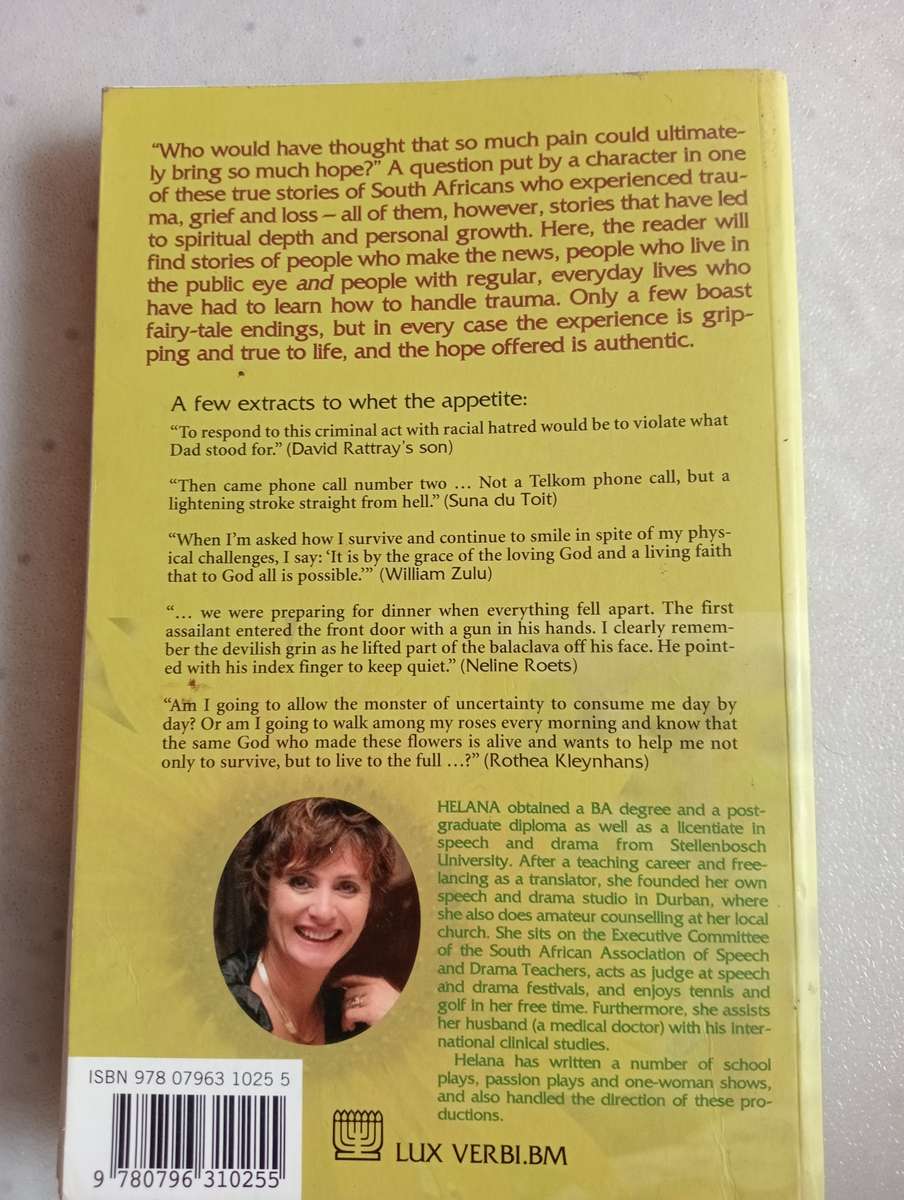 "Who would have thought that so much pain could ultimate-
ly bring so much hope?" A question put by a character in one
of these true stories of South Africans who experienced trau-
ma, grief and loss – all of them, however, stories that have led
to spiritual depth and personal growth. Here, the reader will
find stories of people who make the news, people who live in
the public eye and people with regular, everyday lives who
have had to learn how to handle trauma. Only a few boast
fairy-tale endings, but in every case the experience is grip-
ping and true to life, and the hope offered is authentic.
A few extracts to whet the appetite:
"To respond to this criminal act with racial hatred would be to violate what
Dad stood for." (David Rattray's son)
"Then came phone call number two … Not a Telkom phone call, but a
lightening stroke straight from hell." (Suna du Toit)
"When I'm asked how I survive and continue to smile in spite of my phys-
ical challenges, I say: 'It is by the grace of the loving God and a living faith
that to God all is possible.'" (William Zulu)
"… we were preparing for dinner when everything fell apart. The first
assailant entered the front door with a gun in his hands. I clearly remem-
ber the devilish grin as he lifted part of the balaclava off his face. He point-
ed with his index finger to keep quiet." (Neline Roets)
"Am I going to allow the monster of uncertainty to consume me day by
day? Or am I going to walk among my roses every morning and know that
the same God who made these flowers is alive and wants to help me not
only to survive, but to live to the full …?" (Rothea Kleynhans)
HELANA obtained a BA degree and a post-
graduate diploma as well as a licentiate in
speech and drama from Stellenbosch
University. After a teaching career and free-
lancing as a translator, she founded her own
speech and drama studio in Durban, where
she also does amateur counselling at her local
church. She sits on the Executive Committee
of the South African Association of Speech
and Drama Teachers, acts as judge at speech
and drama festivals, and enjoys tennis and
golf in her free time. Furthermore, she assists
her husband (a medical doctor) with his inter-
national clinical studies.
Helana has written a number of school
plays, passion plays and one-woman shows,
and also handled the direction of these pro-
ductions.
ISBN 978 07963 1025 5
9 780796 310255
LUX VERBI.BM